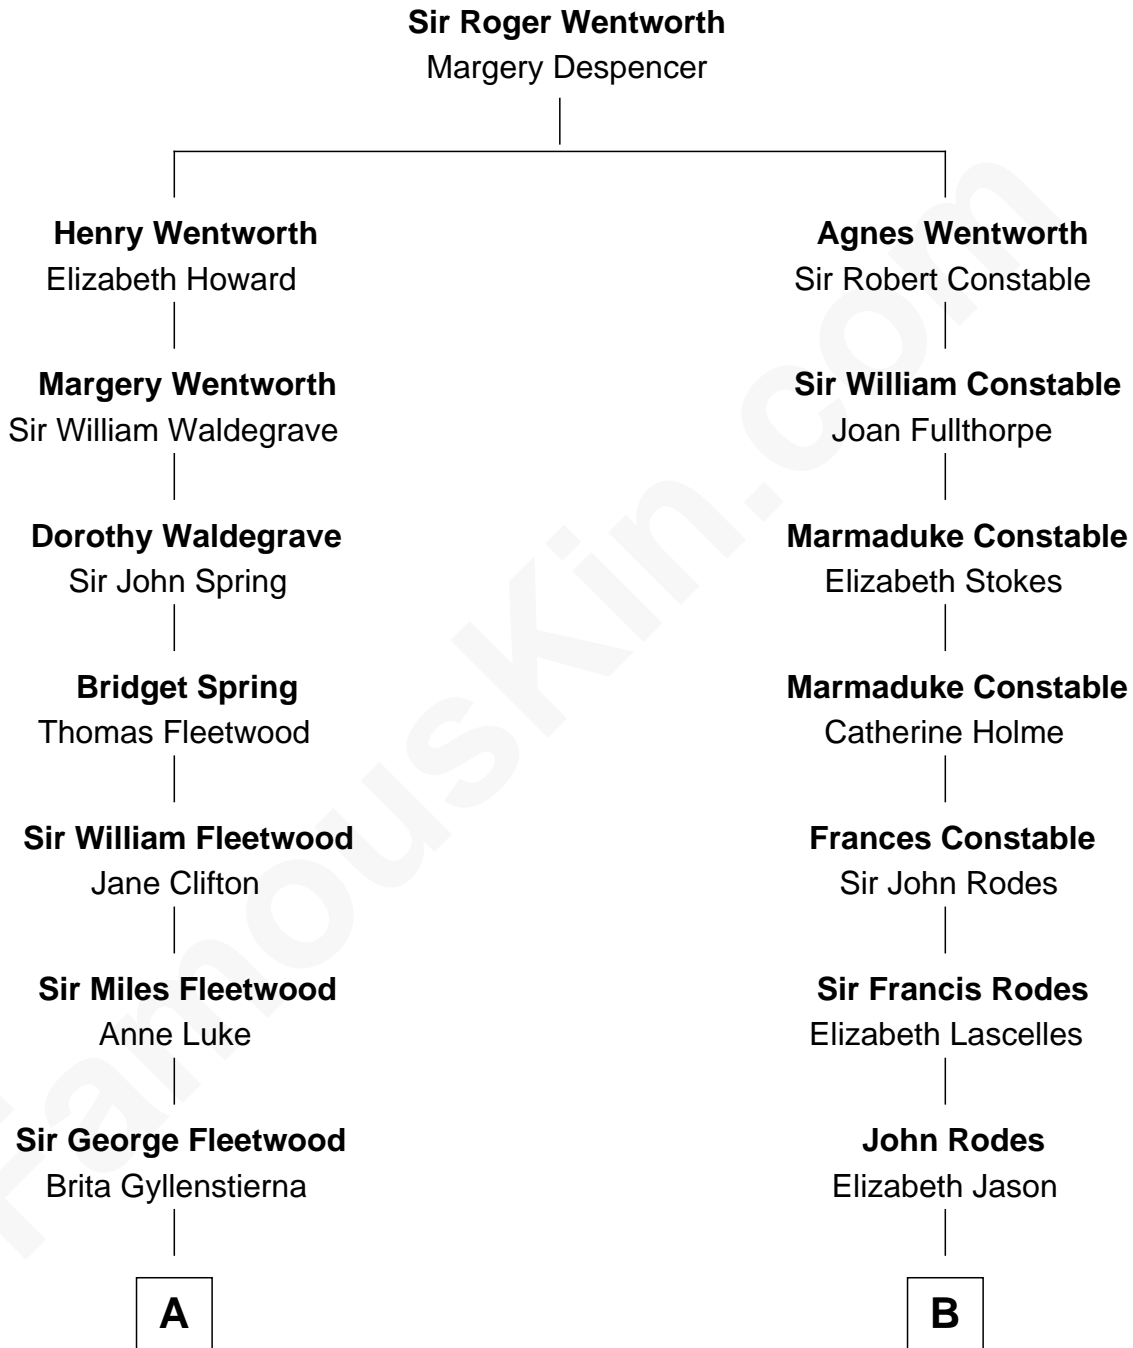 Sir Roger Wentworth
Margery Despencer
Henry Wentworth
Elizabeth Howard
Agnes Wentworth
Sir Robert Constable
Margery Wentworth
Sir William Waldegrave
Sir William Constable
Joan Fullthorpe
Dorothy Waldegrave
Sir John Spring
Marmaduke Constable
Elizabeth Stokes
Bridget Spring
Thomas Fleetwood
Marmaduke Constable
Catherine Holme
Sir William Fleetwood
Jane Clifton
Frances Constable
Sir John Rodes
Sir Miles Fleetwood
Anne Luke
Sir Francis Rodes
Elizabeth Lascelles
Sir George Fleetwood
Brita Gyllenstierna
John Rodes
Elizabeth Jason
A
B
FamousKin.com